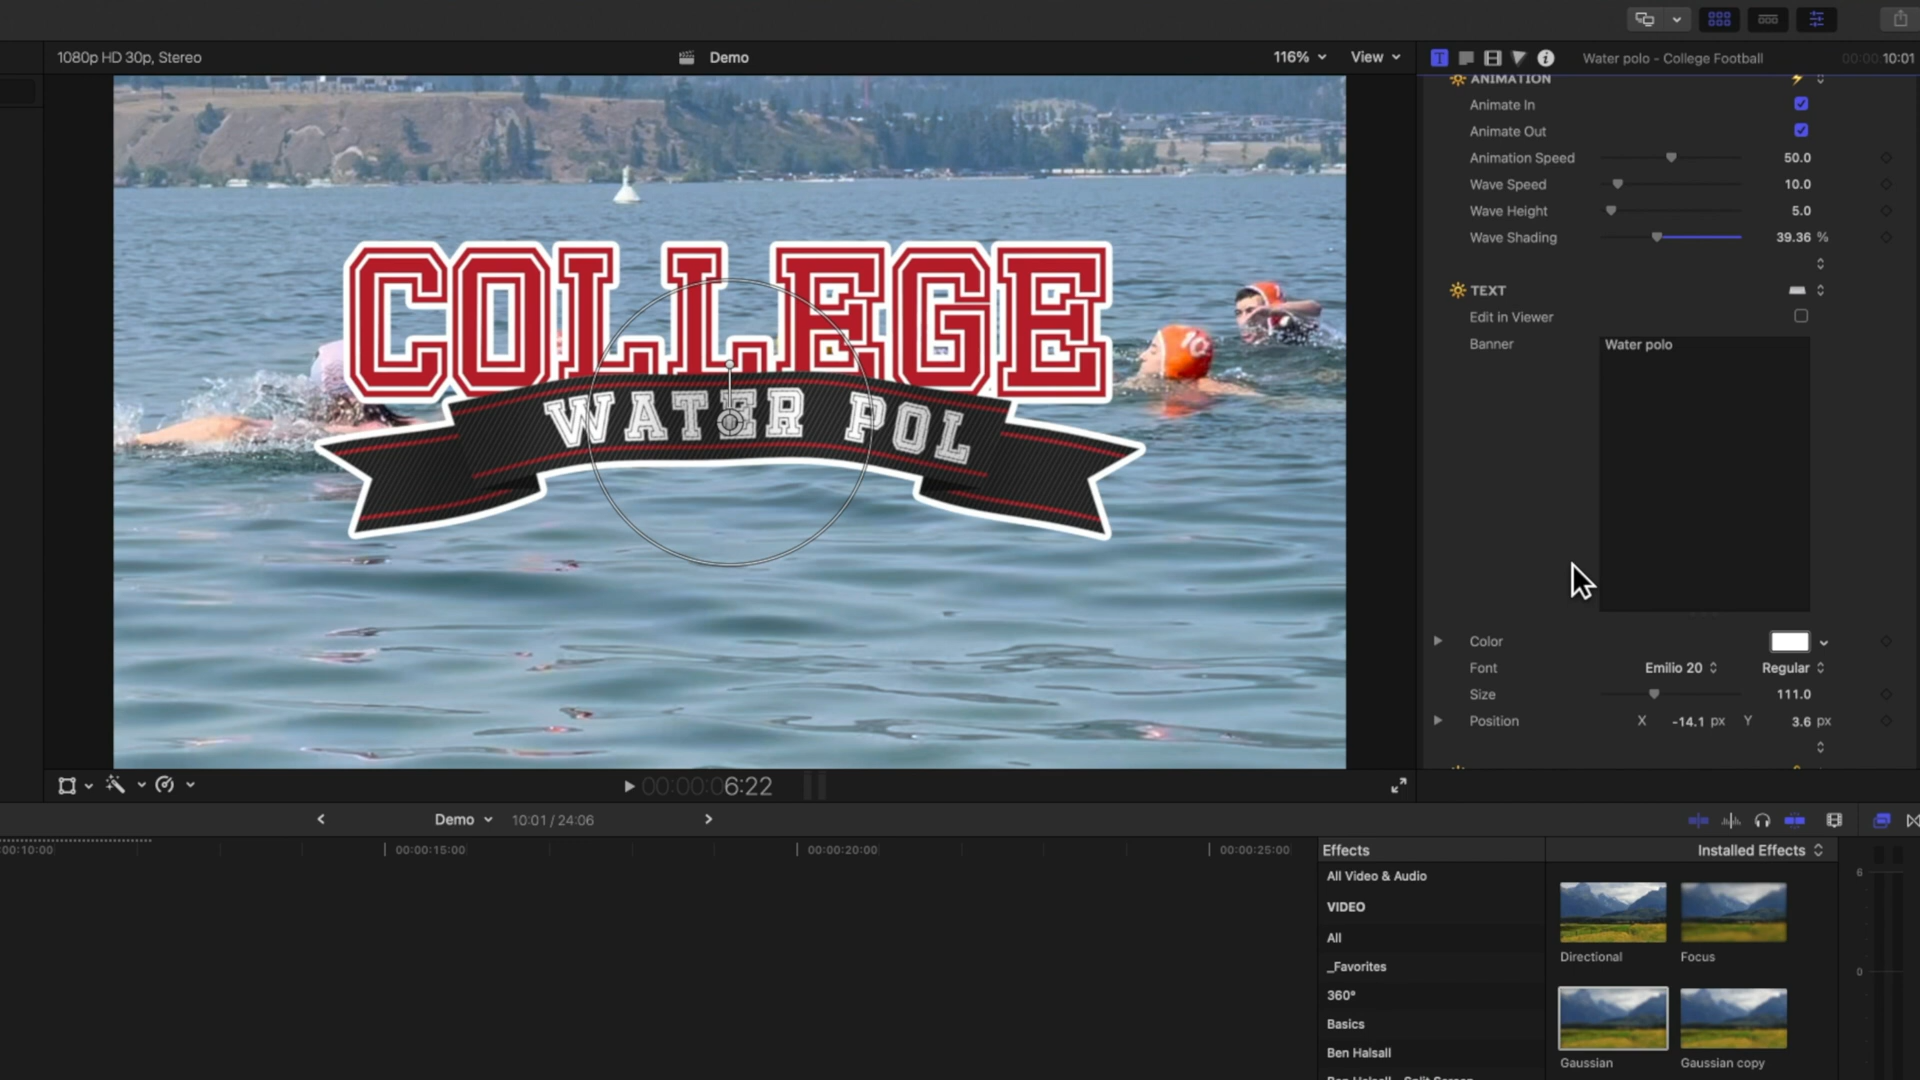 1080p HD 30p, Stereo
Demo
116%
View
Water polo - College Football
00:00:10:01
ANIMATION
Animate In
Animate Out
Animation Speed
50.0
Wave Speed
10.0
Wave Height
5.0
Wave Shading
39.36 %
TEXT
Edit in Viewer
Banner
Water polo
COLLEGE
WATER POL
10
Color
Font
Emilio 20
Regular
Size
111.0
Position
X -14.1 px Y 3.6 px
00:00:06:22
Demo
10:01 / 24:06
00:10:00
00:00:15:00
00:00:20:00
00:00:25:00
Effects
Installed Effects
All Video & Audio
VIDEO
All
_Favorites
360°
Basics
Ben Halsall
Directional
Focus
Gaussian
Gaussian copy
6
0